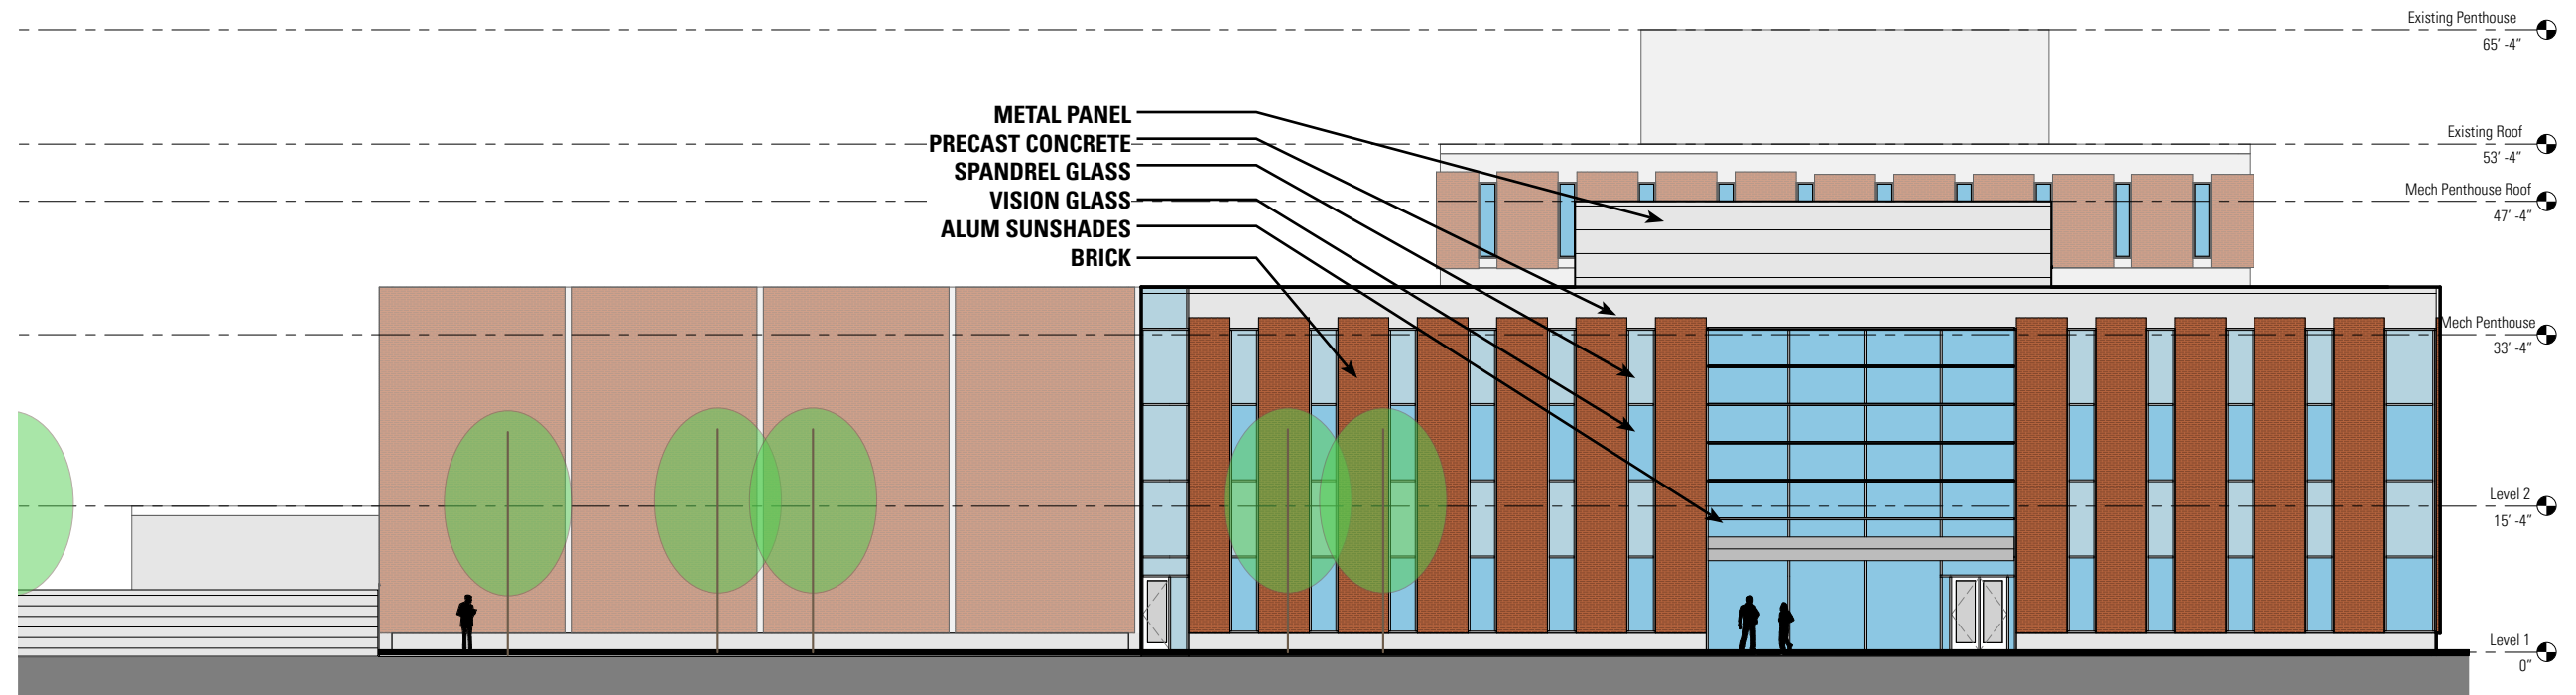 Existing Penthouse
65' -4"
METAL PANEL
PRECAST CONCRETE
SPANDREL GLASS
VISION GLASS
ALUM SUNSHADES
BRICK
Existing Roof
53' -4"
Mech Penthouse Roof
47' -4"
Mech Penthouse
33' -4"
Level 2
15' -4"
Level 1
0"